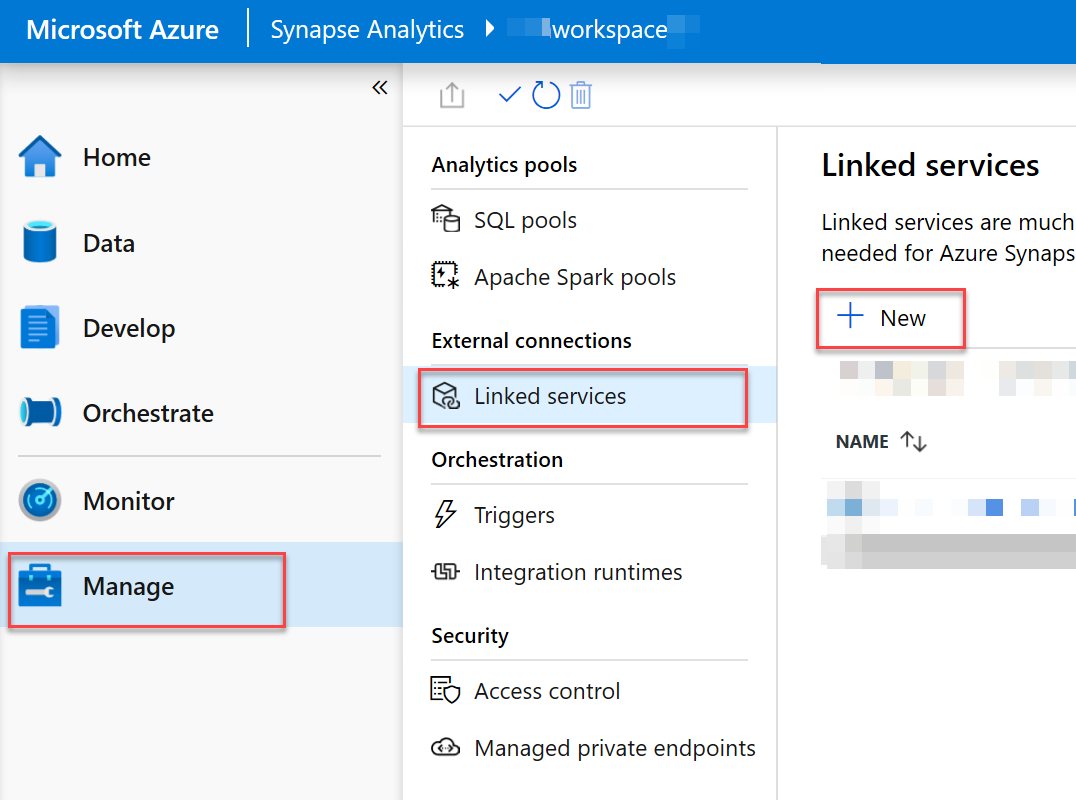 Microsoft Azure
Synapse Analytics
workspace
Home
Data
Develop
Orchestrate
Monitor
Manage
Analytics pools
SQL pools
Apache Spark pools
External connections
Linked services
Orchestration
Triggers
Integration runtimes
Security
Access control
Managed private endpoints
Linked services
Linked services are much
needed for Azure Synaps
New
NAME